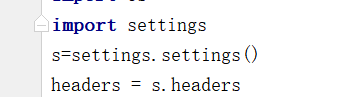 import settings
s=settings.settings()
headers = s.headers